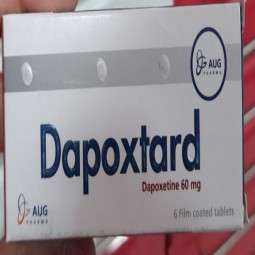 AUG
PHARMA
Dapoxtard
Dapoxetine 60 mg
AUG
PHARMA
6 Film coated tablets